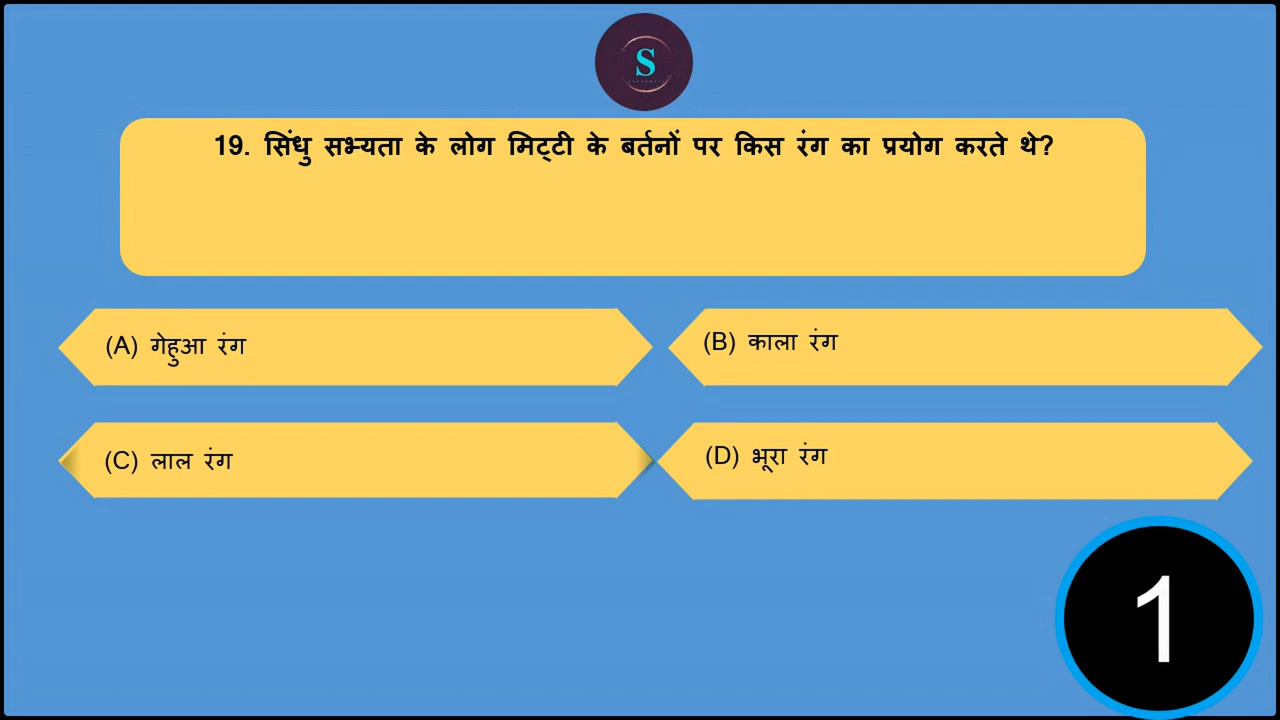 S
19. सिंधु सभ्यता के लोग मिट्टी के बर्तनों पर किस रंग का प्रयोग करते थे?
(A) गेहुआ रंग
(B) काला रंग
(C) लाल रंग
(D) भूरा रंग
1